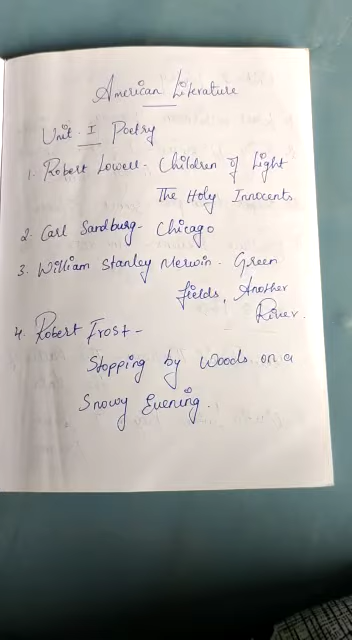 American Literature
Unit - I Poetry
1. Robert Lowell - Children of Light
The Holy Innocents
2. Carl Sandburg - Chicago
3. William Stanley Merwin - Green
fields, Another
River.
4. Robert Frost -
Stopping by Woods on a
Snowy Evening.